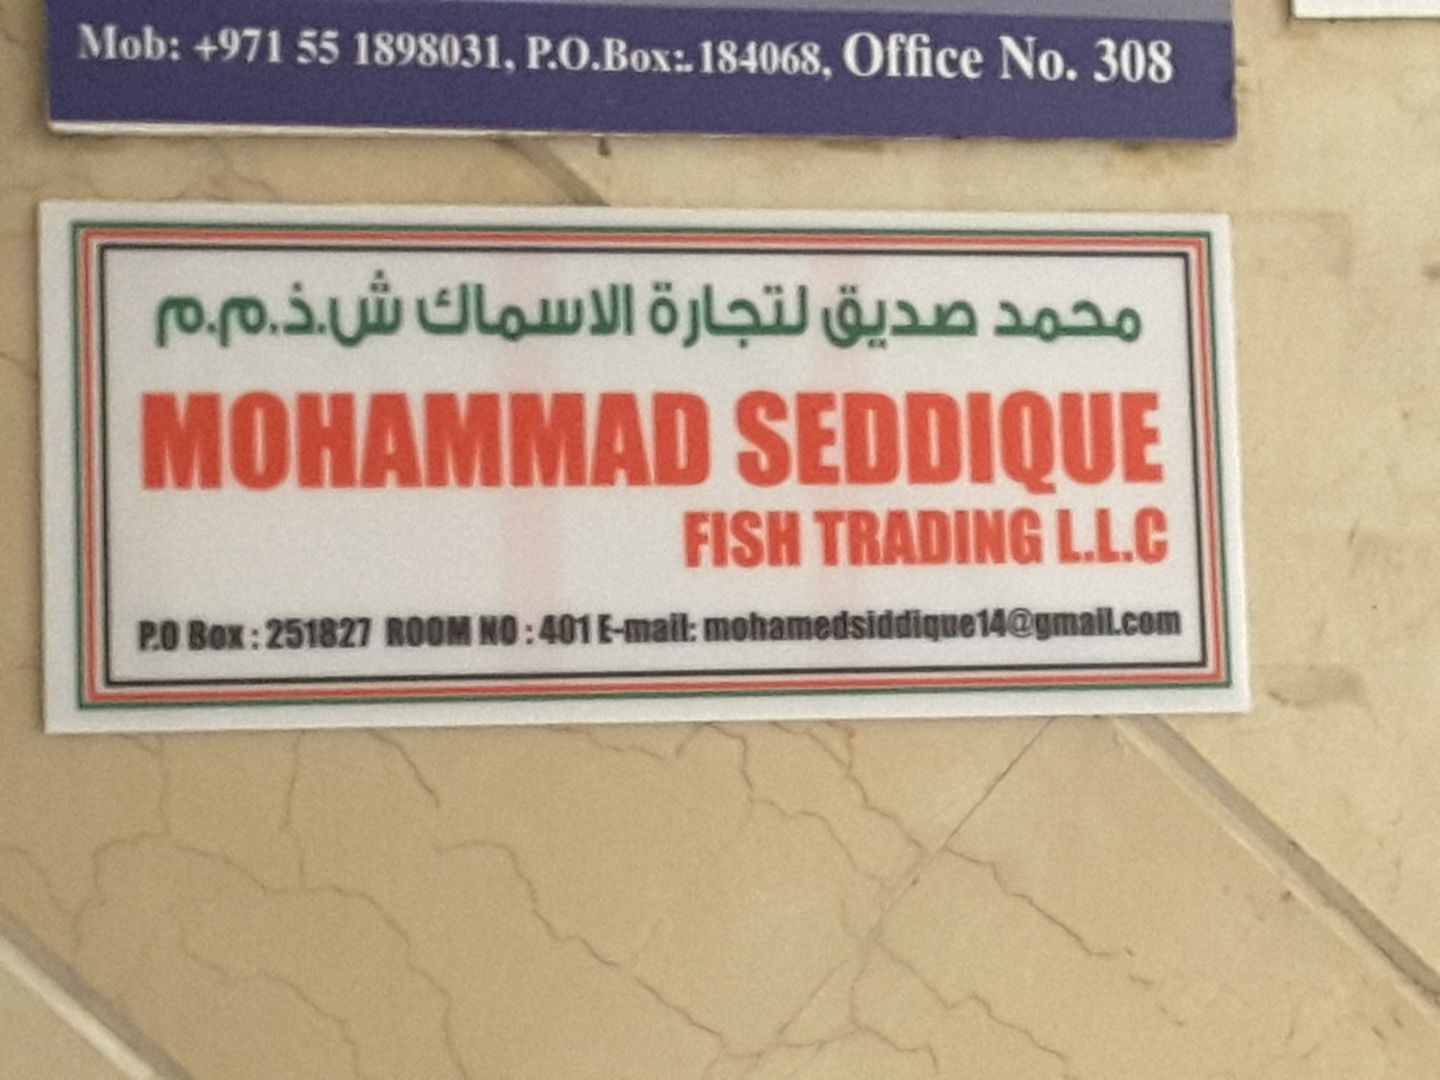 Mob: +971 55 1898031, P.O.Box:.184068, Office No. 308
محمد صديق لتجارة الاسماك ش.ذ.م.م
MOHAMMAD SEDDIQUE
FISH TRADING L.L.C
P.O Box : 251827 ROOM NO : 401 E-mail: mohamedsiddique14@gmail.com